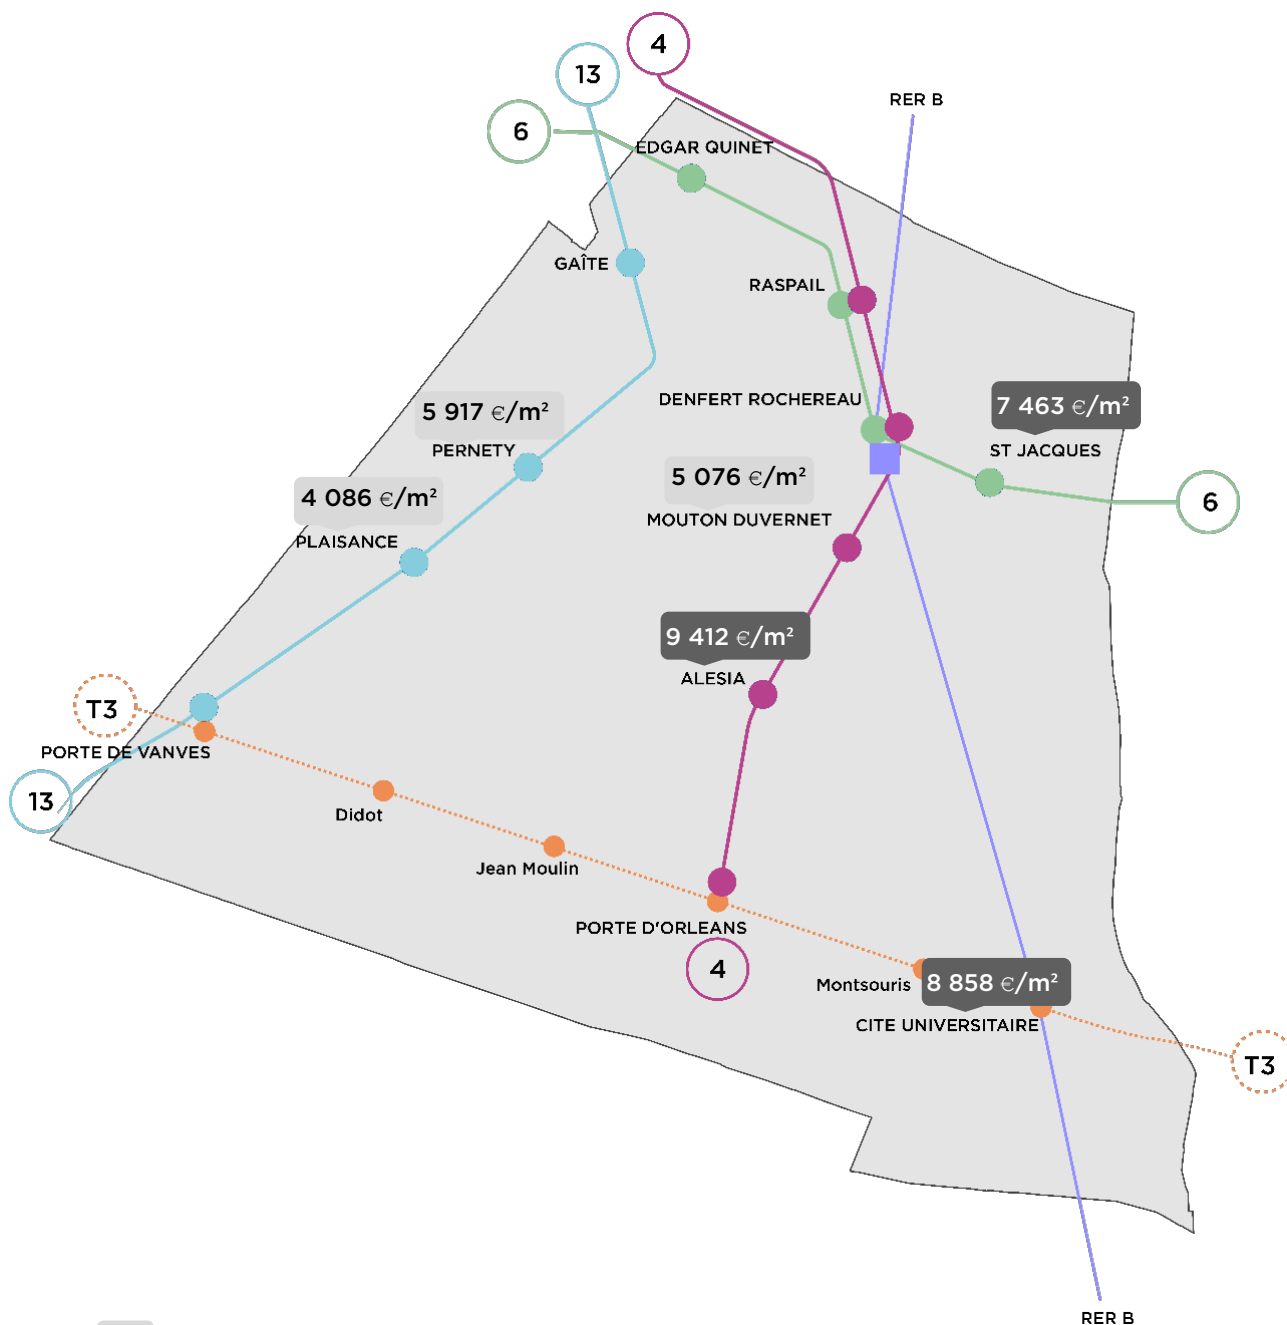 4
13
RER B
6
EDGAR QUINET
GAÎTE
RASPAIL
DENFERT ROCHEREAU
7 463 €/m²
5 917 €/m²
PERNETY
ST JACQUES
5 076 €/m²
4 086 €/m²
6
MOUTON DUVERNET
PLAISANCE
9 412 €/m²
ALESIA
T3
PORTE DE VANVES
13
Didot
Jean Moulin
PORTE D'ORLEANS
4
Montsouris
8 858 €/m²
CITE UNIVERSITAIRE
T3
RER B